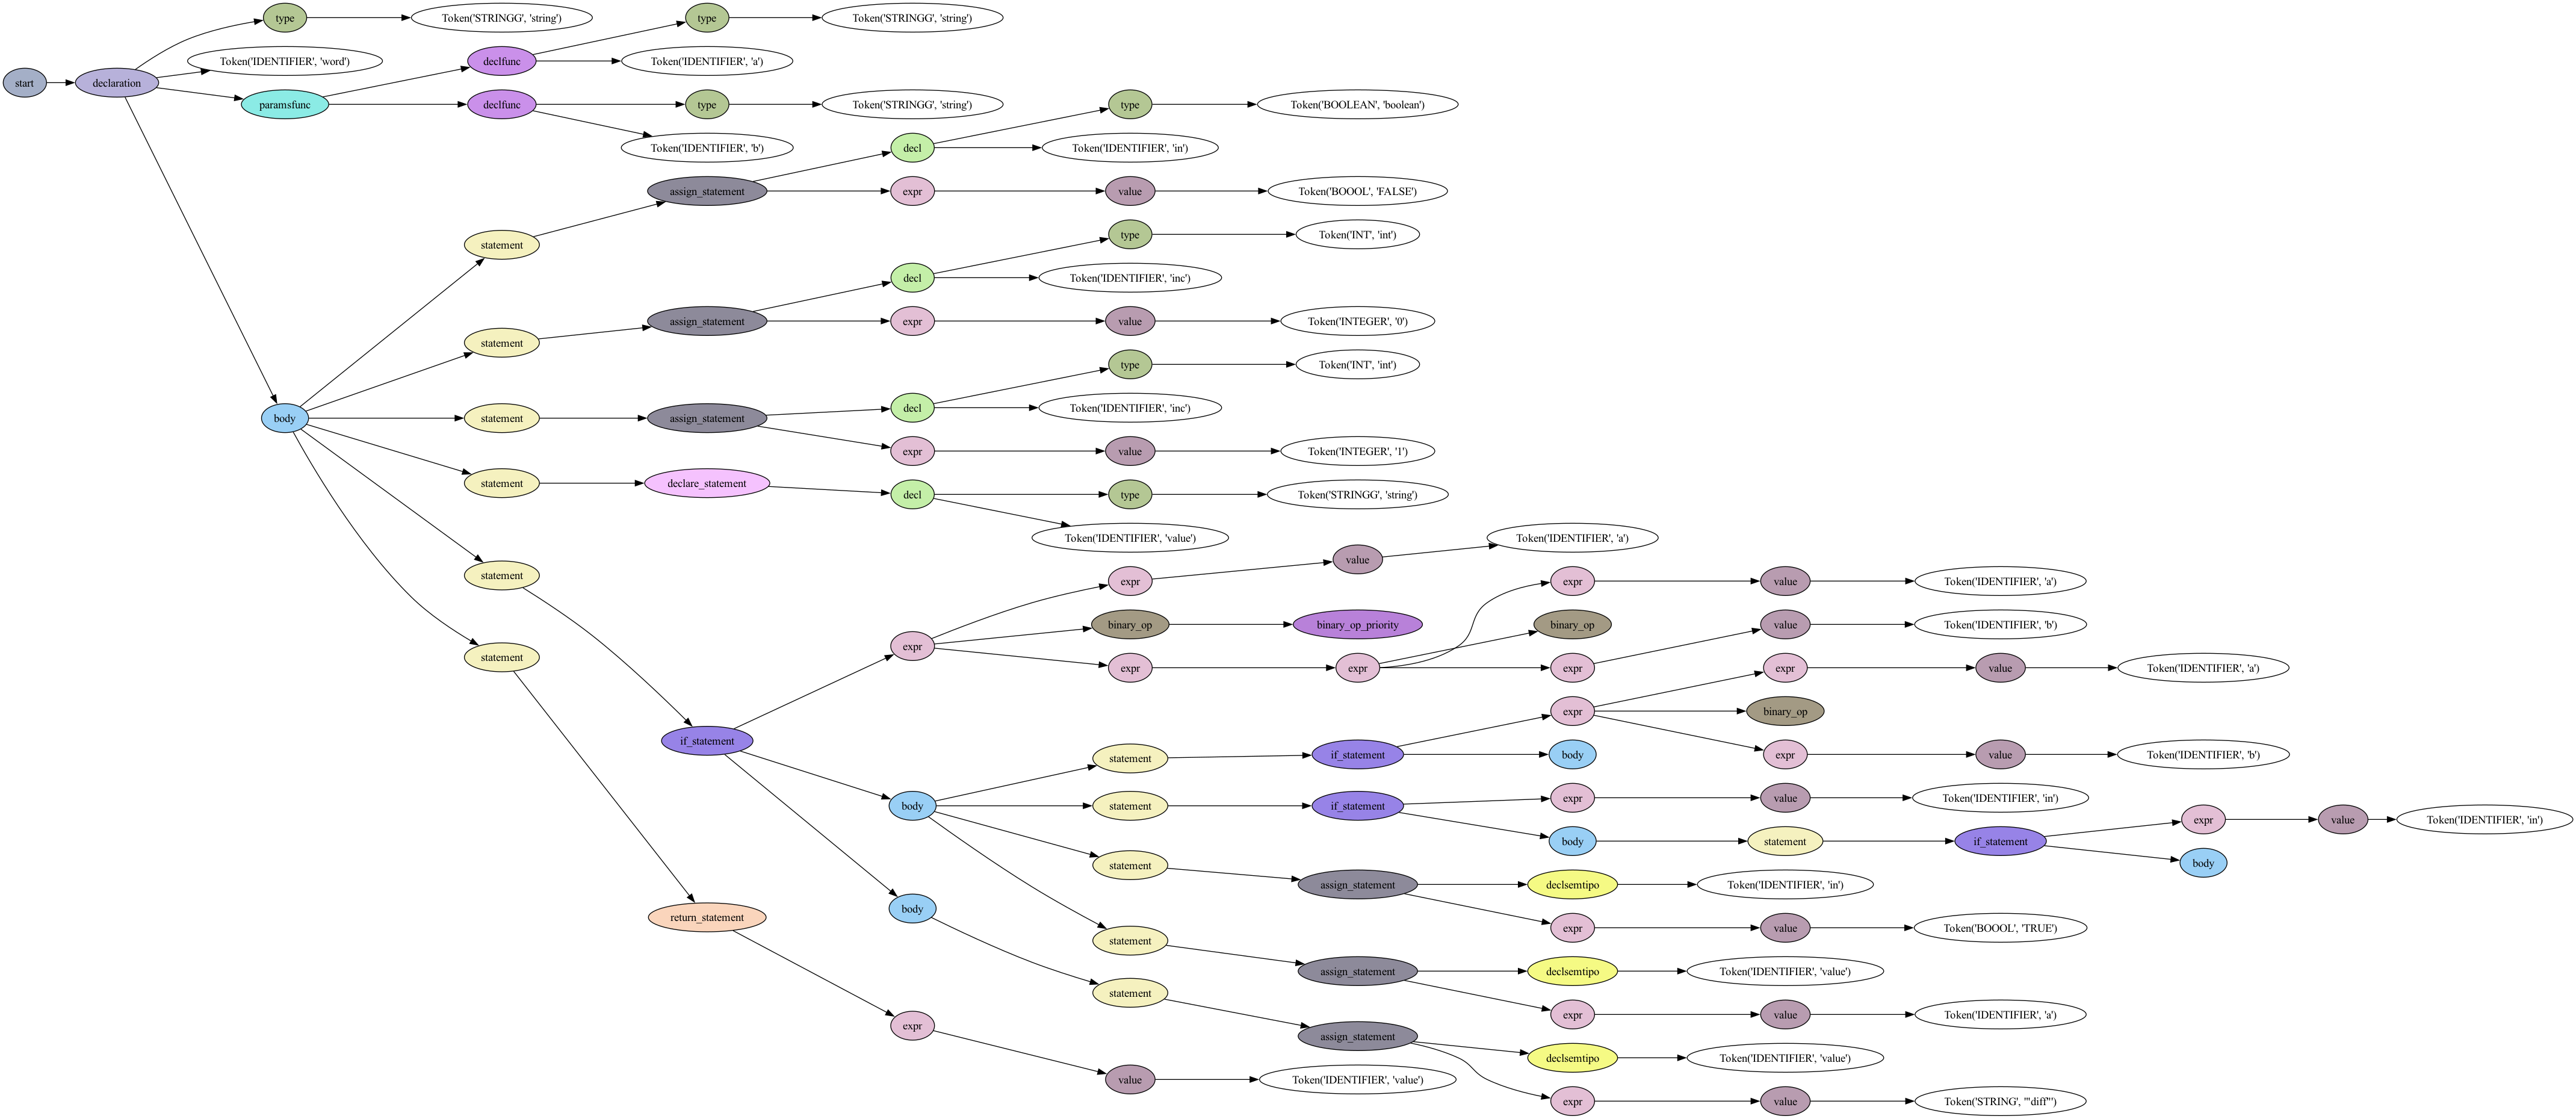 type
Token('STRINGG', 'string')
type
Token('STRINGG', 'string')
Token('IDENTIFIER', 'word')
declfunc
Token('IDENTIFIER', 'a')
start
declaration
paramsfunc
declfunc
type
Token('STRINGG', 'string')
type
Token('BOOLEAN', 'boolean')
Token('IDENTIFIER', 'b')
decl
Token('IDENTIFIER', 'in')
assign_statement
expr
value
Token('BOOOL', 'FALSE')
statement
type
Token('INT', 'int')
decl
Token('IDENTIFIER', 'inc')
statement
assign_statement
expr
value
Token('INTEGER', '0')
type
Token('INT', 'int')
decl
Token('IDENTIFIER', 'inc')
body
statement
assign_statement
expr
value
Token('INTEGER', '1')
statement
declare_statement
decl
type
Token('STRINGG', 'string')
Token('IDENTIFIER', 'value')
value
Token('IDENTIFIER', 'a')
statement
expr
expr
value
Token('IDENTIFIER', 'a')
binary_op
binary_op_priority
binary_op
value
Token('IDENTIFIER', 'b')
statement
expr
expr
expr
expr
expr
value
Token('IDENTIFIER', 'a')
expr
binary_op
if_statement
statement
if_statement
body
expr
value
Token('IDENTIFIER', 'b')
body
statement
if_statement
expr
value
Token('IDENTIFIER', 'in')
expr
value
Token('IDENTIFIER', 'in')
body
statement
if_statement
body
statement
assign_statement
declsemtipo
Token('IDENTIFIER', 'in')
return_statement
body
expr
value
Token('BOOOL', 'TRUE')
statement
assign_statement
declsemtipo
Token('IDENTIFIER', 'value')
statement
expr
value
Token('IDENTIFIER', 'a')
expr
assign_statement
declsemtipo
Token('IDENTIFIER', 'value')
value
Token('IDENTIFIER', 'value')
expr
value
Token('STRING', '"diff"')